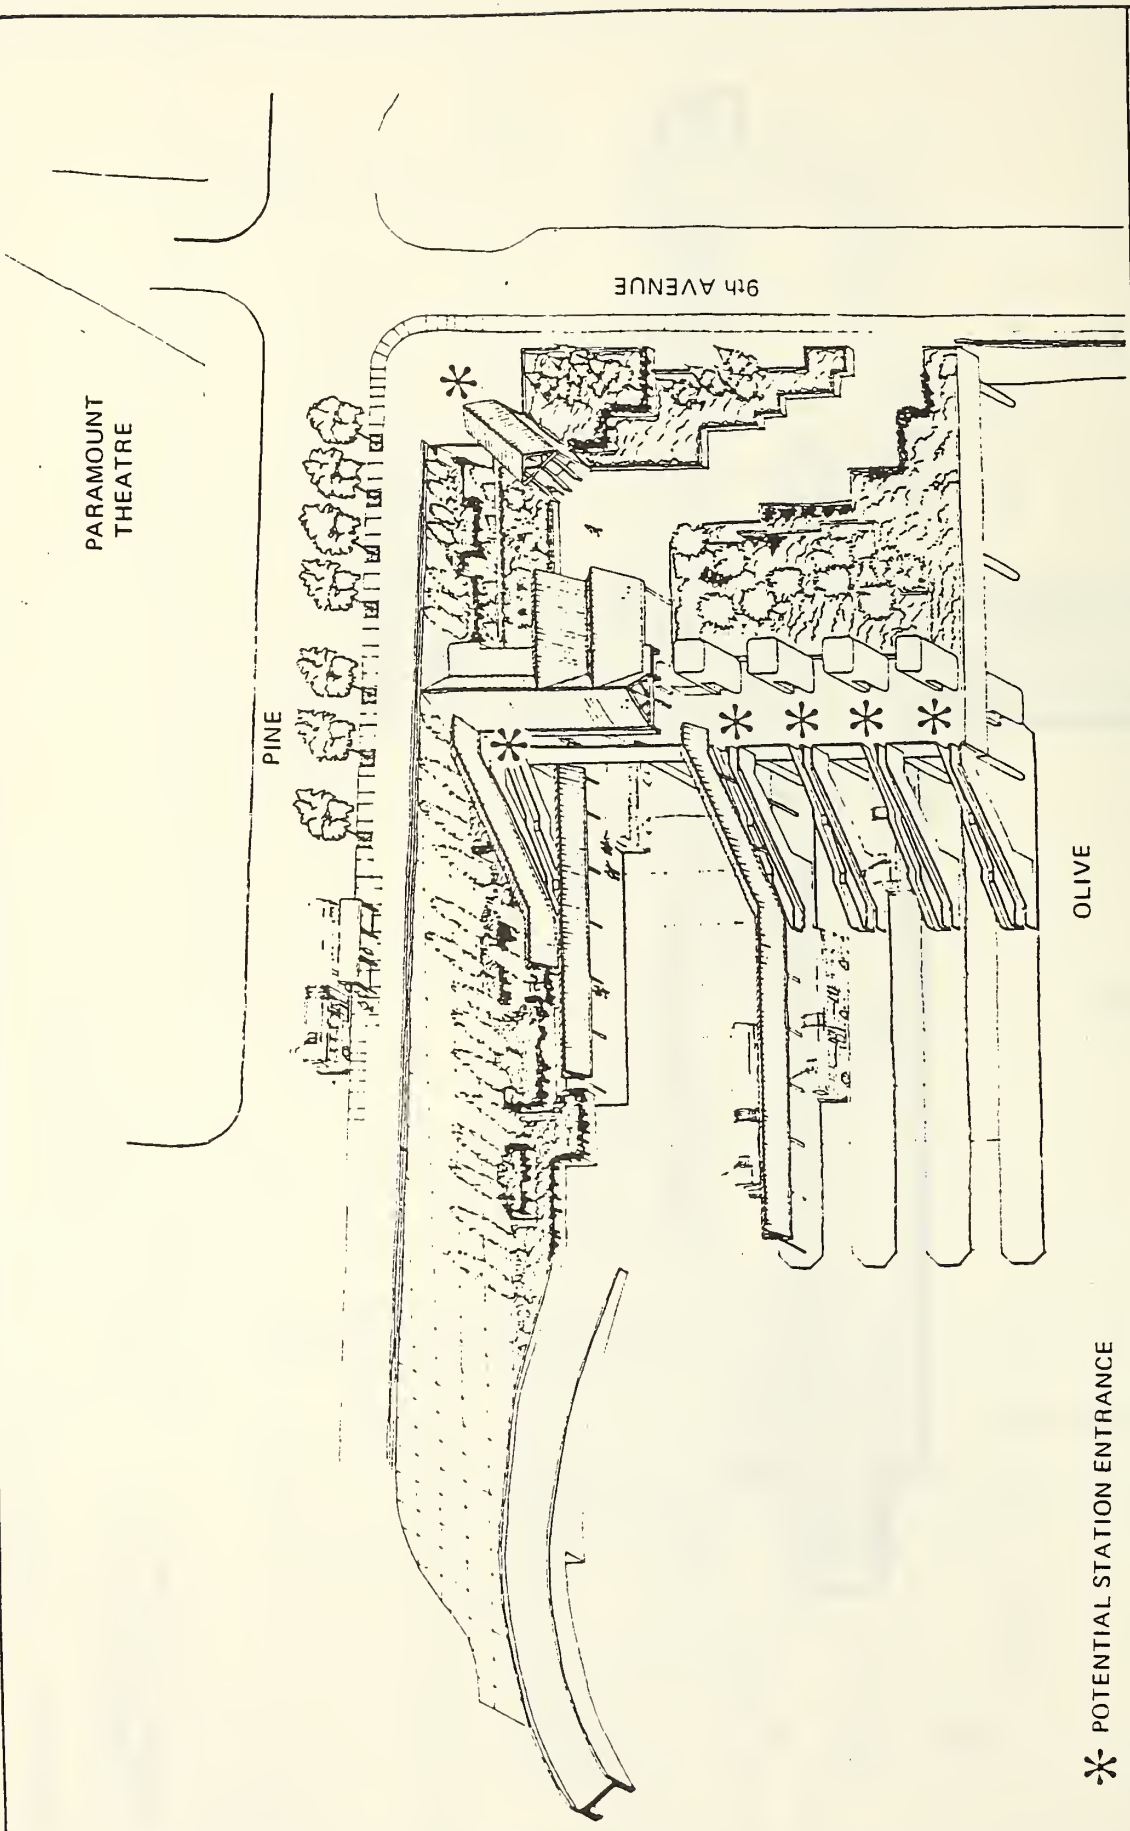 PARAMOUNT
THEATRE
PINE
9th AVENUE
OLIVE
POTENTIAL STATION ENTRANCE